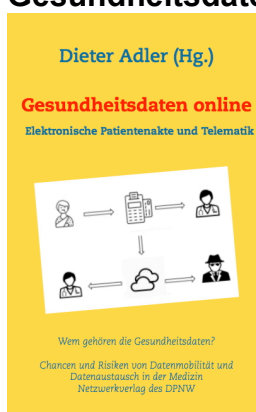 Gesundheitsdate
Dieter Adler (Hg.)
Gesundheitsdaten online
Elektronische Patientenakte und Telematik
Wem gehören die Gesundheitsdaten?
Chancen und Risiken von Datenmobilität und
Datenaustausch in der Medizin
Netzwerkverlag des DPNW